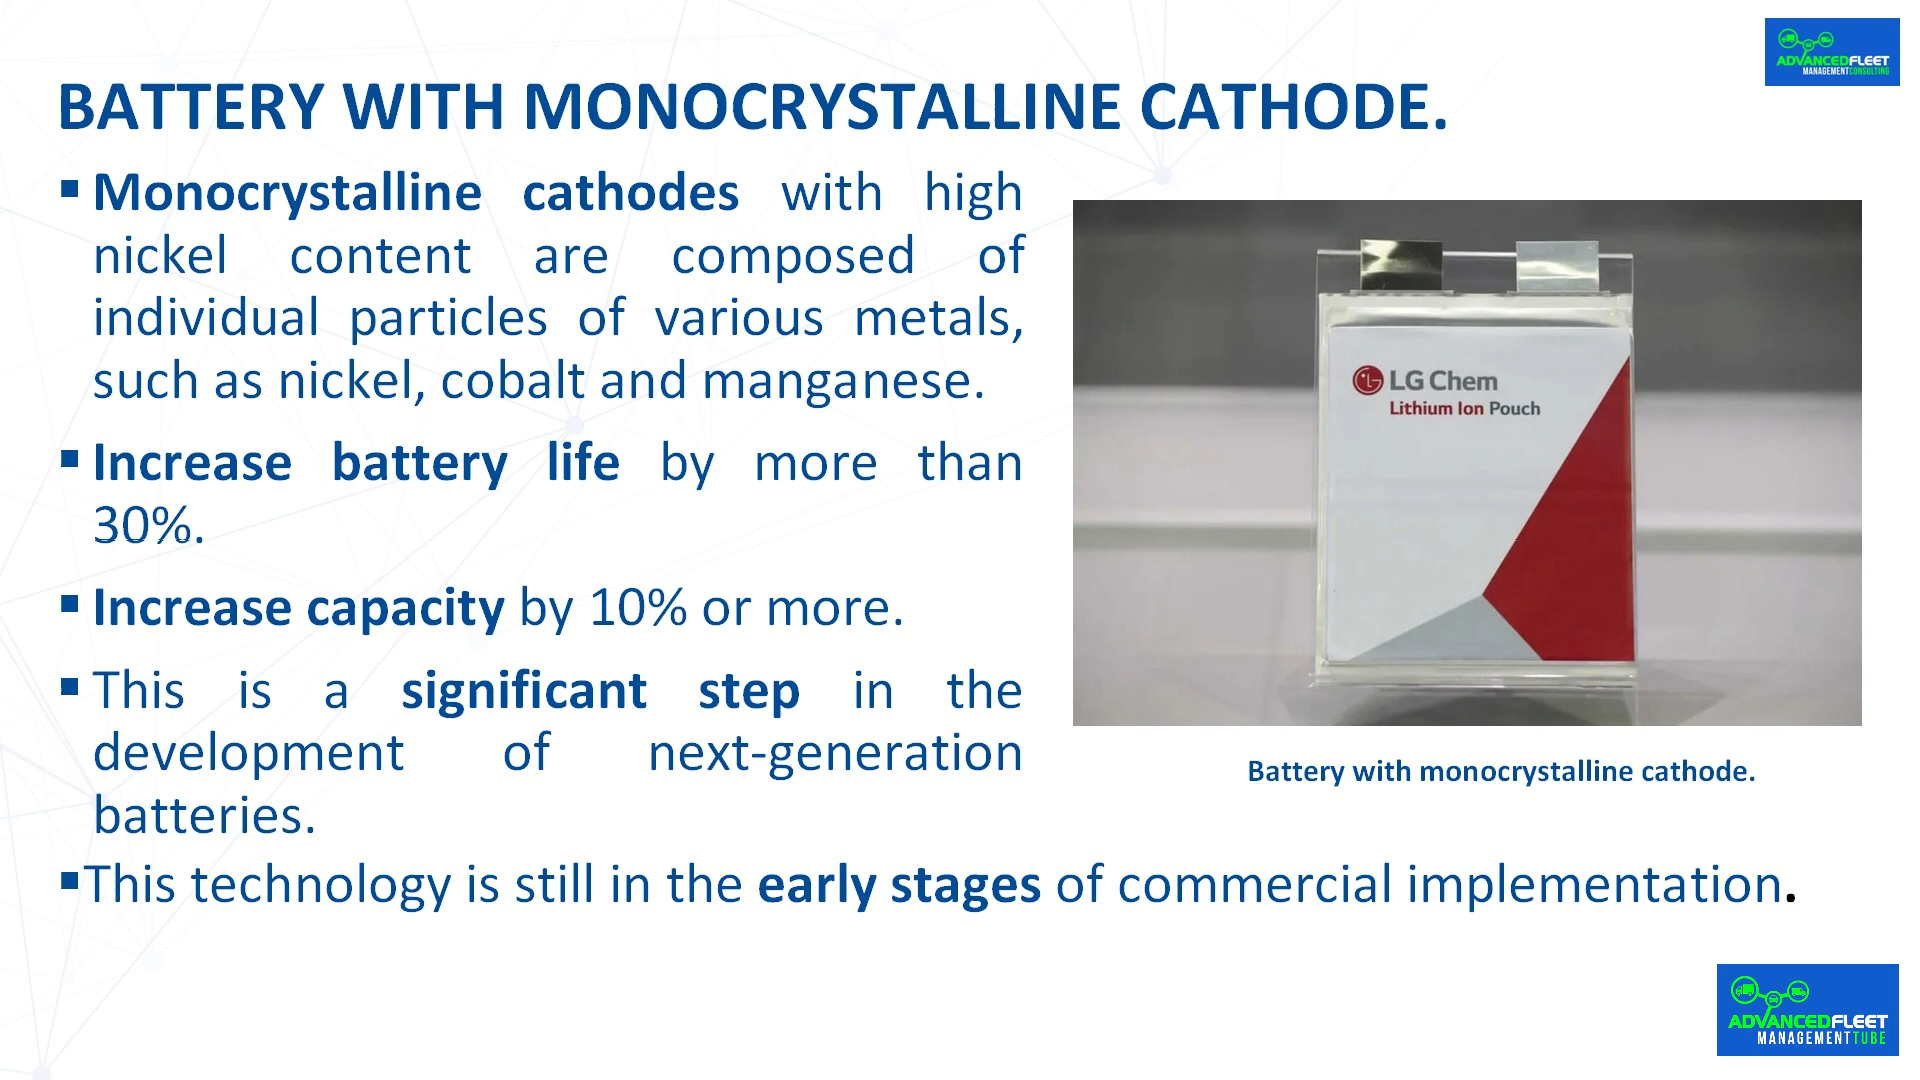 ADVANCEDFLEET
MANAGEMENTCONSULTING
BATTERY WITH MONOCRYSTALLINE CATHODE.
▪ Monocrystalline cathodes with high
nickel content are composed of
individual particles of various metals,
such as nickel, cobalt and manganese.
▪ Increase battery life by more than
30%.
▪ Increase capacity by 10% or more.
▪ This is a significant step in the
development of next-generation
batteries.
▪This technology is still in the early stages of commercial implementation.
LG Chem
Lithium Ion Pouch
Battery with monocrystalline cathode.
ADVANCEDFLEET
MANAGEMENTTUBE